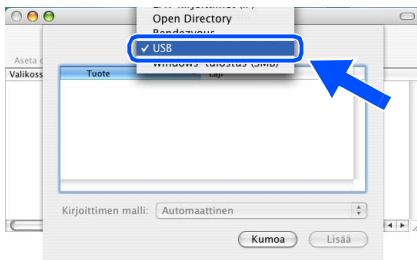 Open Directory
Rendezvous
✓ USB
Windows-tulostus (SMB)
Aseta
Valikoss
Tuote
Laji
Kirjoittimen malli: Automaattinen
Kumoa
Lisää